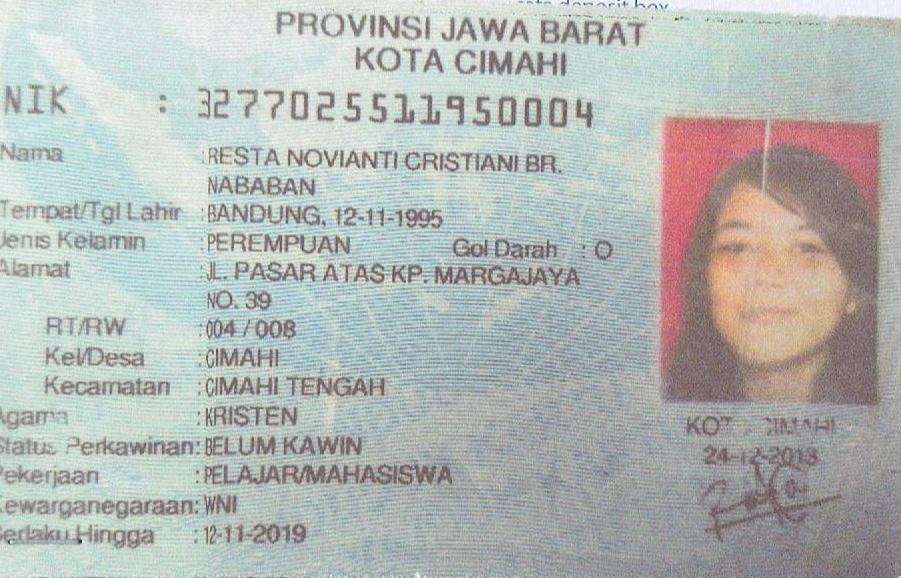 PROVINSI JAWA BARAT
KOTA CIMAHI
NIK : 3277025511950004
Nama :RESTA NOVIANTI CRISTIANI BR.
NABABAN
Tempat/Tgl Lahir :BANDUNG, 12-11-1995
Jenis Kelamin :PEREMPUAN Gol Darah : O
Alamat :JL. PASAR ATAS KP. MARGAJAYA
NO. 39
RT/RW :004 / 008
Kel/Desa :CIMAHI
Kecamatan :CIMAHI TENGAH
Agama :KRISTEN
Status Perkawinan:BELUM KAWIN
Pekerjaan :PELAJAR/MAHASISWA
Kewarganegaraan:WNI
Berlaku Hingga :12-11-2019
KOTA CIMAHI
24-12-2013